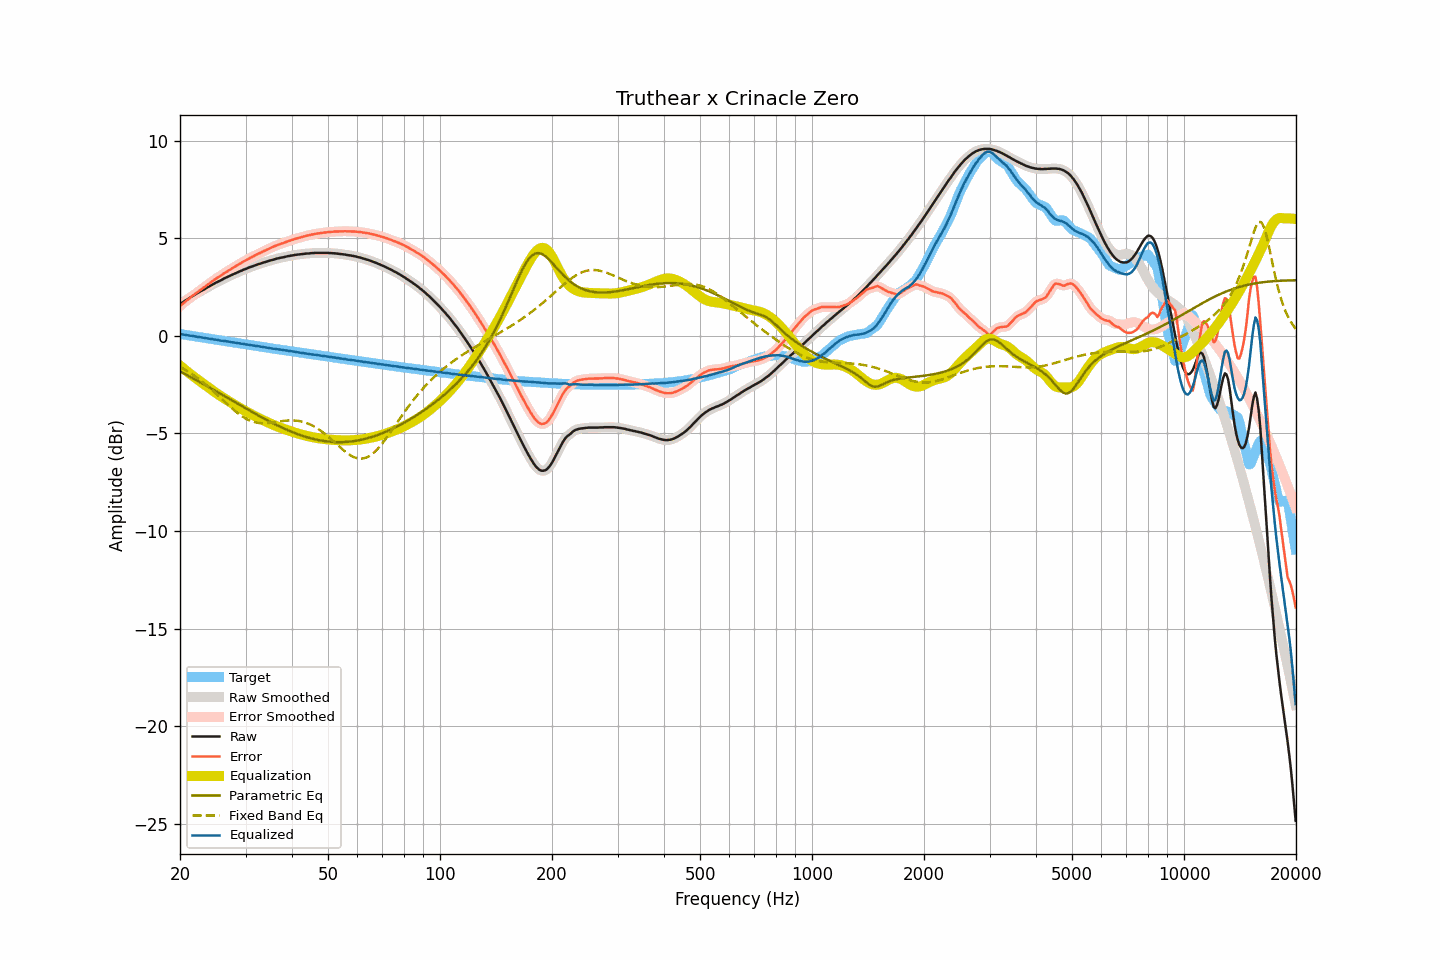 Truthear x Crinacle Zero
10
5
0
−5
−10
−15
−20
−25
Amplitude (dBr)
Target
Raw Smoothed
Error Smoothed
Raw
Error
Equalization
Parametric Eq
Fixed Band Eq
Equalized
20 50 100 200 500 1000 2000 5000 10000 20000
Frequency (Hz)